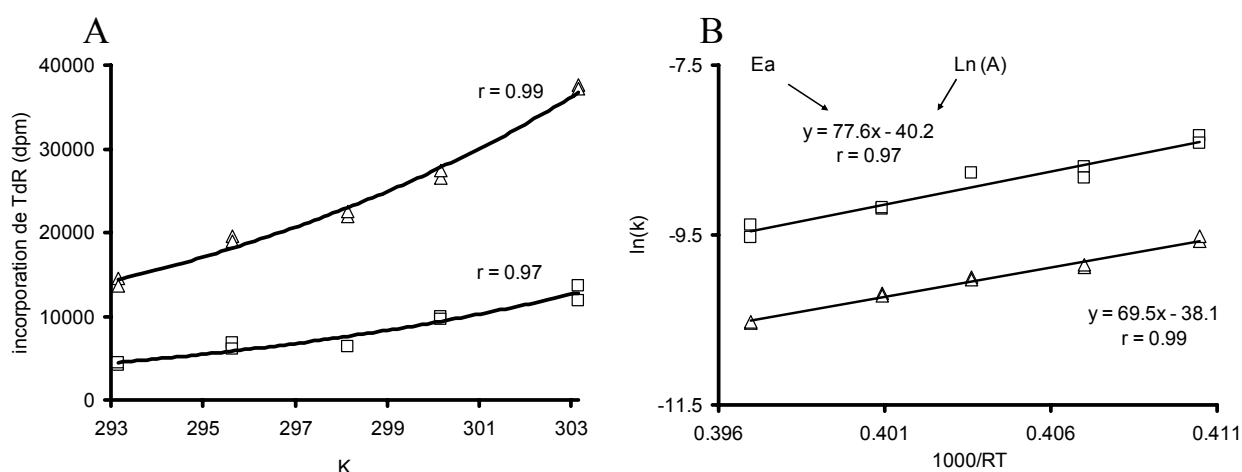 A
40000
30000
20000
10000
0
incorporation de TdR (dpm)
r = 0.99
r = 0.97
293
295
297
299
301
303
K
B
-7.5
-9.5
-11.5
ln(k)
Ea
Ln (A)
y = 77.6x - 40.2
r = 0.97
y = 69.5x - 38.1
r = 0.99
0.396
0.401
0.406
0.411
1000/RT